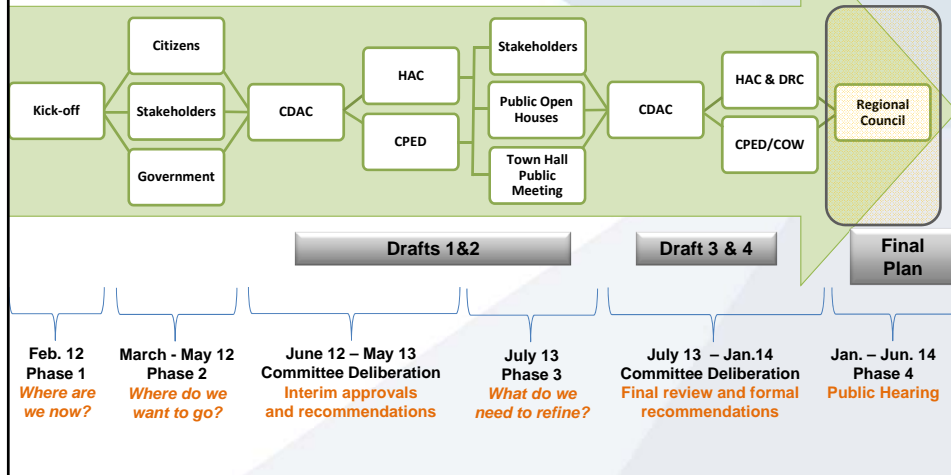 Kick-off
Citizens
Stakeholders
Government
CDAC
HAC
CPED
Stakeholders
Public Open
Houses
Town Hall
Public
Meeting
CDAC
HAC & DRC
CPED/COW
Regional
Council
Drafts 1&2
Draft 3 & 4
Final
Plan
Feb. 12
Phase 1
Where are
we now?
March - May 12
Phase 2
Where do we
want to go?
June 12 – May 13
Committee Deliberation
Interim approvals
and recommendations
July 13
Phase 3
What do we
need to refine?
July 13 – Jan.14
Committee Deliberation
Final review and formal
recommendations
Jan. – Jun. 14
Phase 4
Public Hearing